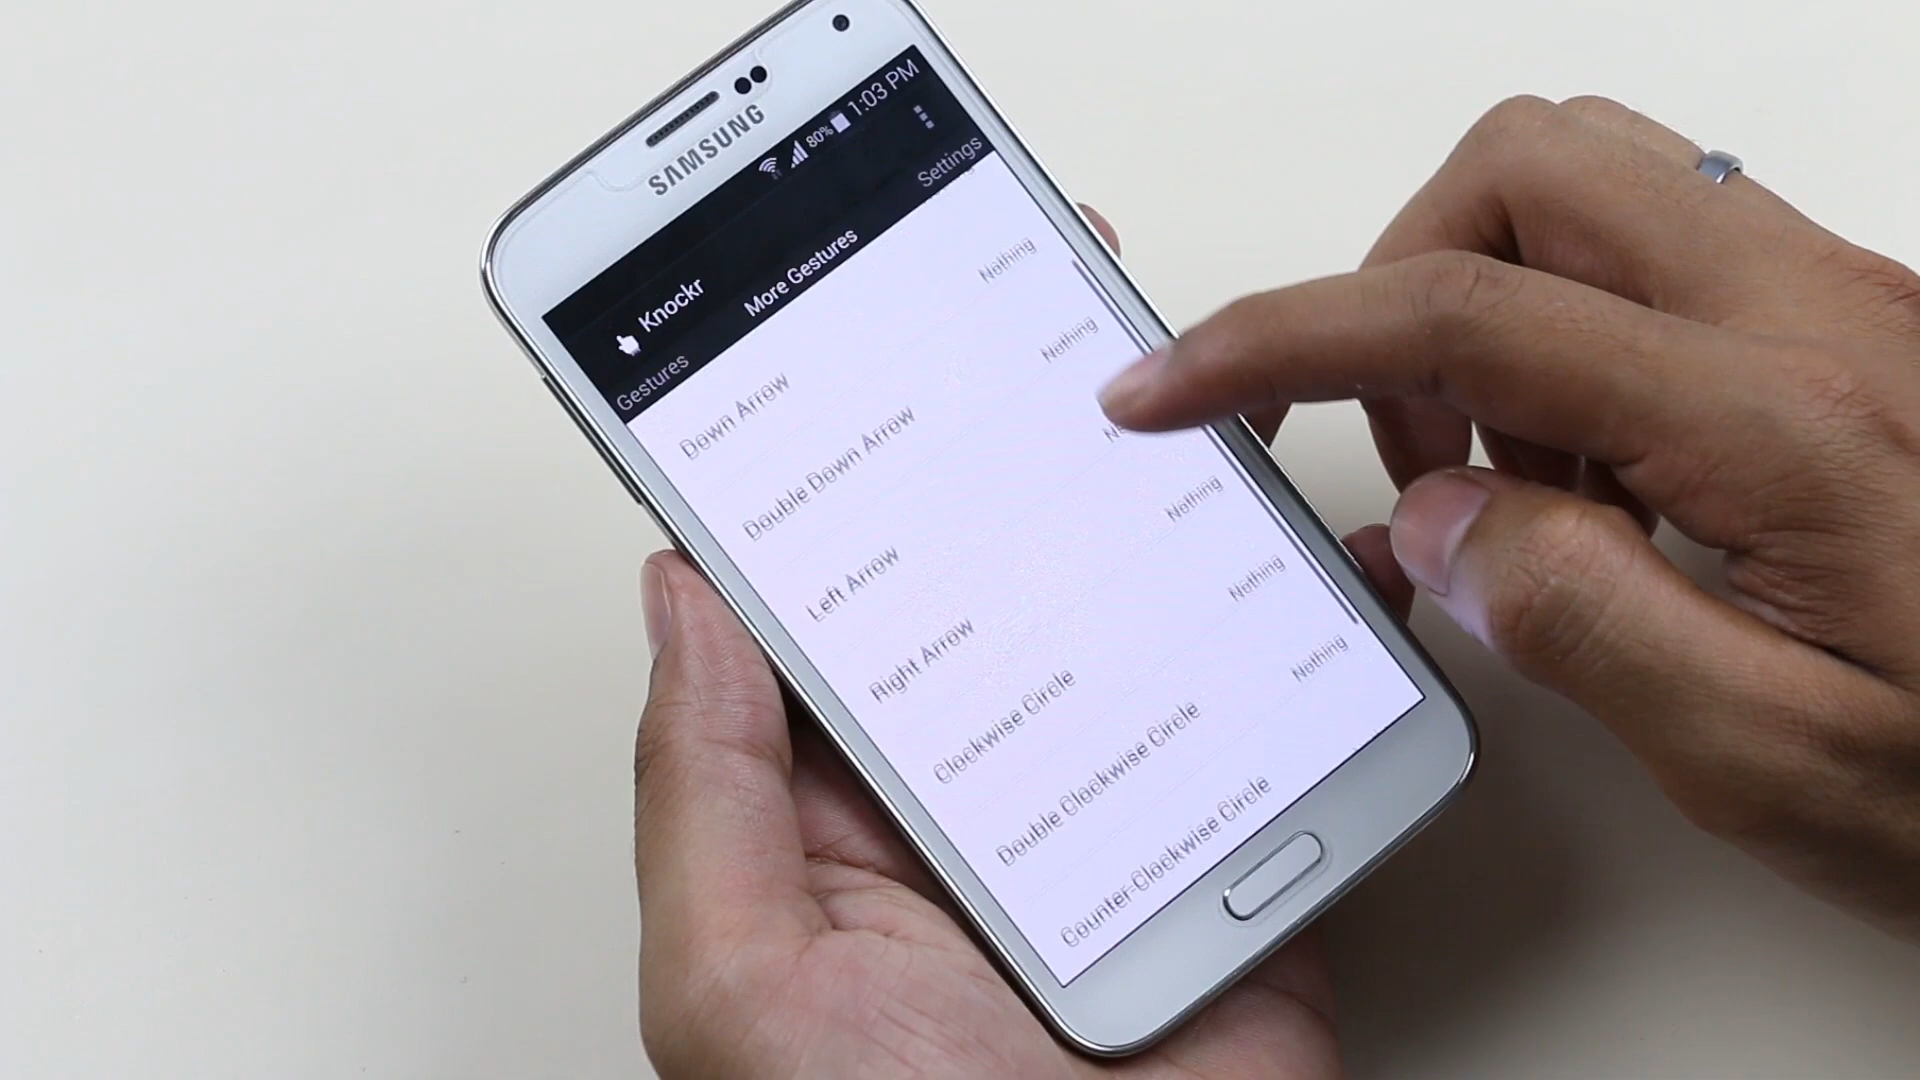 SAMSUNG
80% 1:03 PM
Knockr
Gestures More Gestures Settings
Down Arrow Nothing
Double Down Arrow Nothing
Left Arrow
Right Arrow Nothing
Clockwise Circle Nothing
Double Clockwise Circle Nothing
Counter-Clockwise Circle